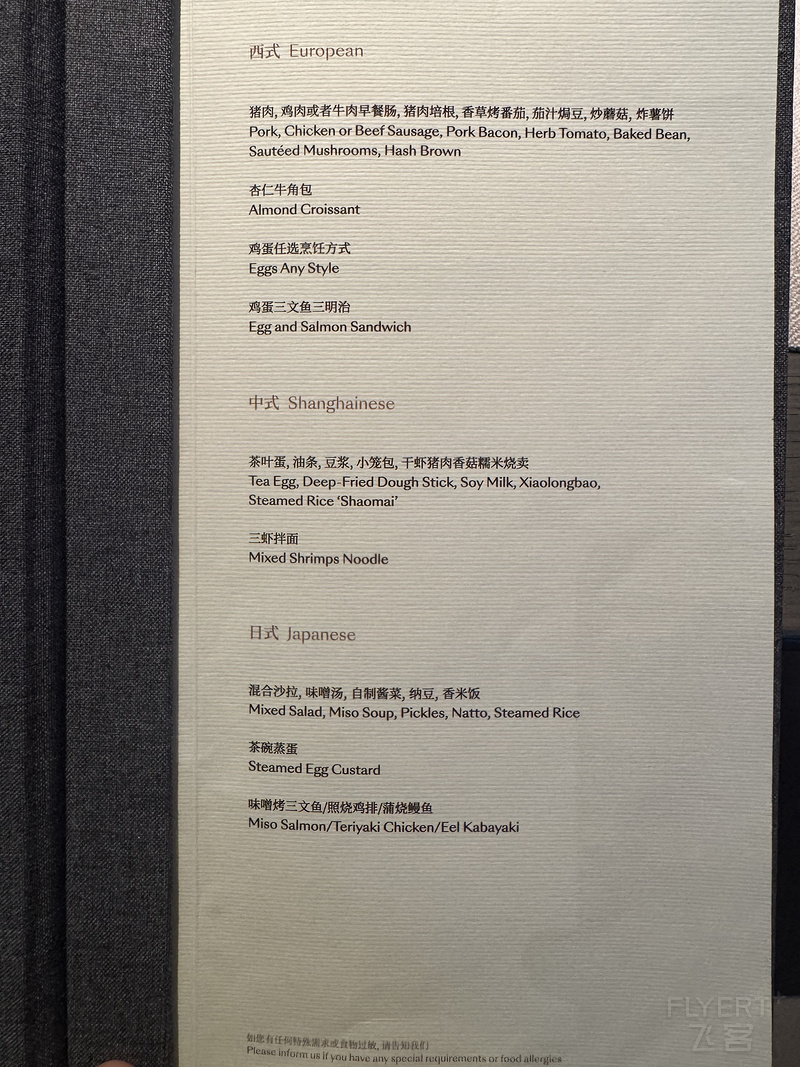 西式 European
猪肉, 鸡肉或者牛肉早餐肠, 猪肉培根, 香草烤番茄, 茄汁焗豆, 炒蘑菇, 炸薯饼
Pork, Chicken or Beef Sausage, Pork Bacon, Herb Tomato, Baked Bean,
Sautéed Mushrooms, Hash Brown
杏仁牛角包
Almond Croissant
鸡蛋任选烹饪方式
Eggs Any Style
鸡蛋三文鱼三明治
Egg and Salmon Sandwich
中式 Shanghainese
茶叶蛋, 油条, 豆浆, 小笼包, 干虾猪肉香菇糯米烧卖
Tea Egg, Deep-Fried Dough Stick, Soy Milk, Xiaolongbao,
Steamed Rice ‘Shaomai’
三虾拌面
Mixed Shrimps Noodle
日式 Japanese
混合沙拉, 味噌汤, 自制酱菜, 纳豆, 香米饭
Mixed Salad, Miso Soup, Pickles, Natto, Steamed Rice
茶碗蒸蛋
Steamed Egg Custard
味噌烤三文鱼/照烧鸡排/蒲烧鳗鱼
Miso Salmon/Teriyaki Chicken/Eel Kabayaki
如您有任何特殊需求或食物过敏, 请告知我们
Please inform us if you have any special requirements or food allergies
FLYERT
飞客